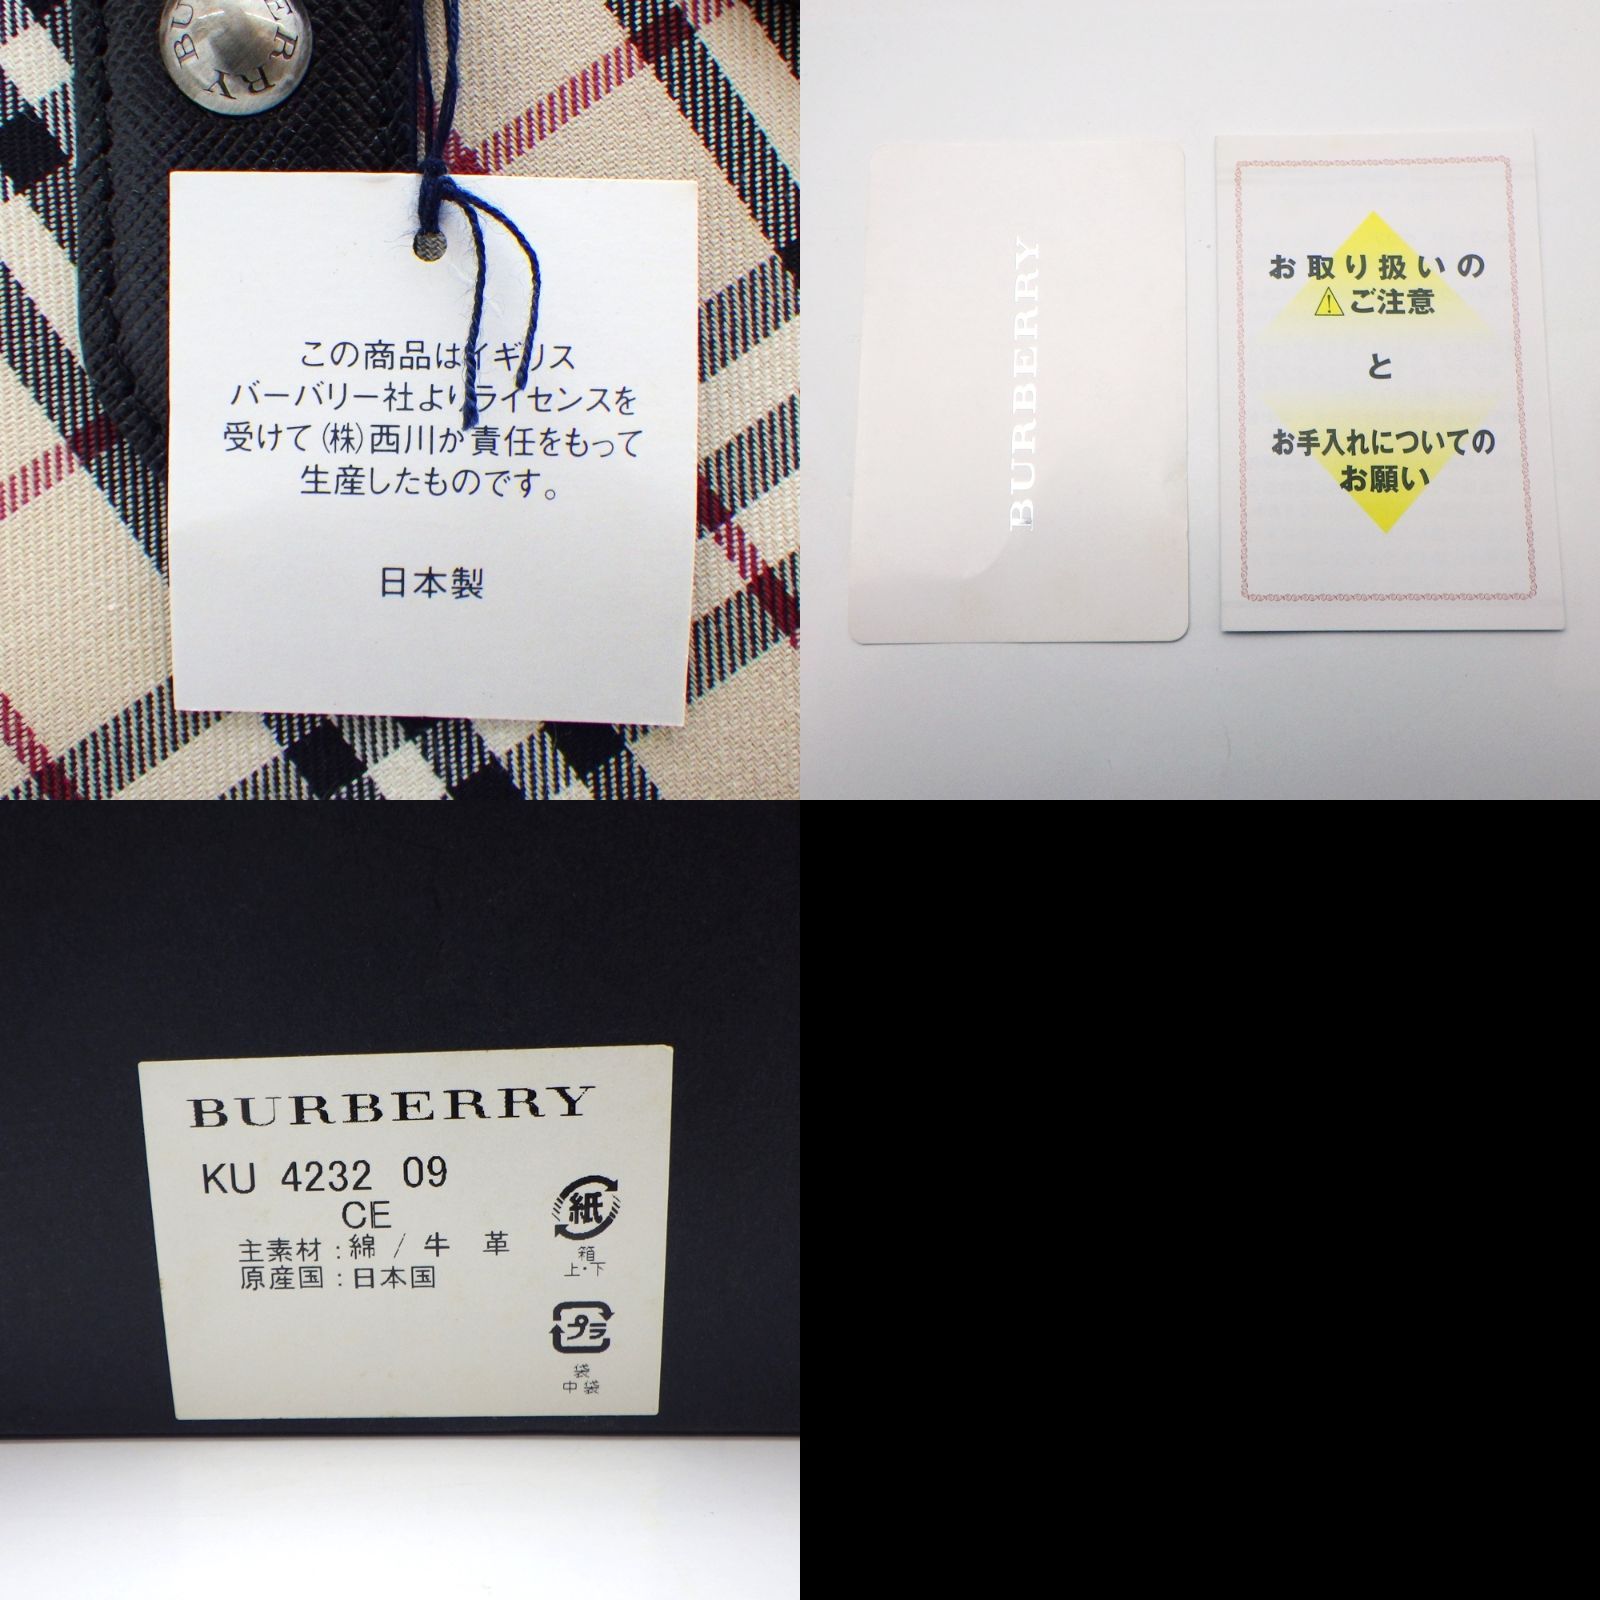 BURBERRY
この商品はイギリス
バーバリー社よりライセンスを
受けて(株)西川が責任をもって
生産したものです。
日本製
BURBERRY
お取り扱いの
ご注意
と
お手入れについての
お願い
BURBERRY
KU 4232 09
CE
主素材:綿/牛 革
原産国:日本国
紙
箱
上・下
プラ
袋
中袋